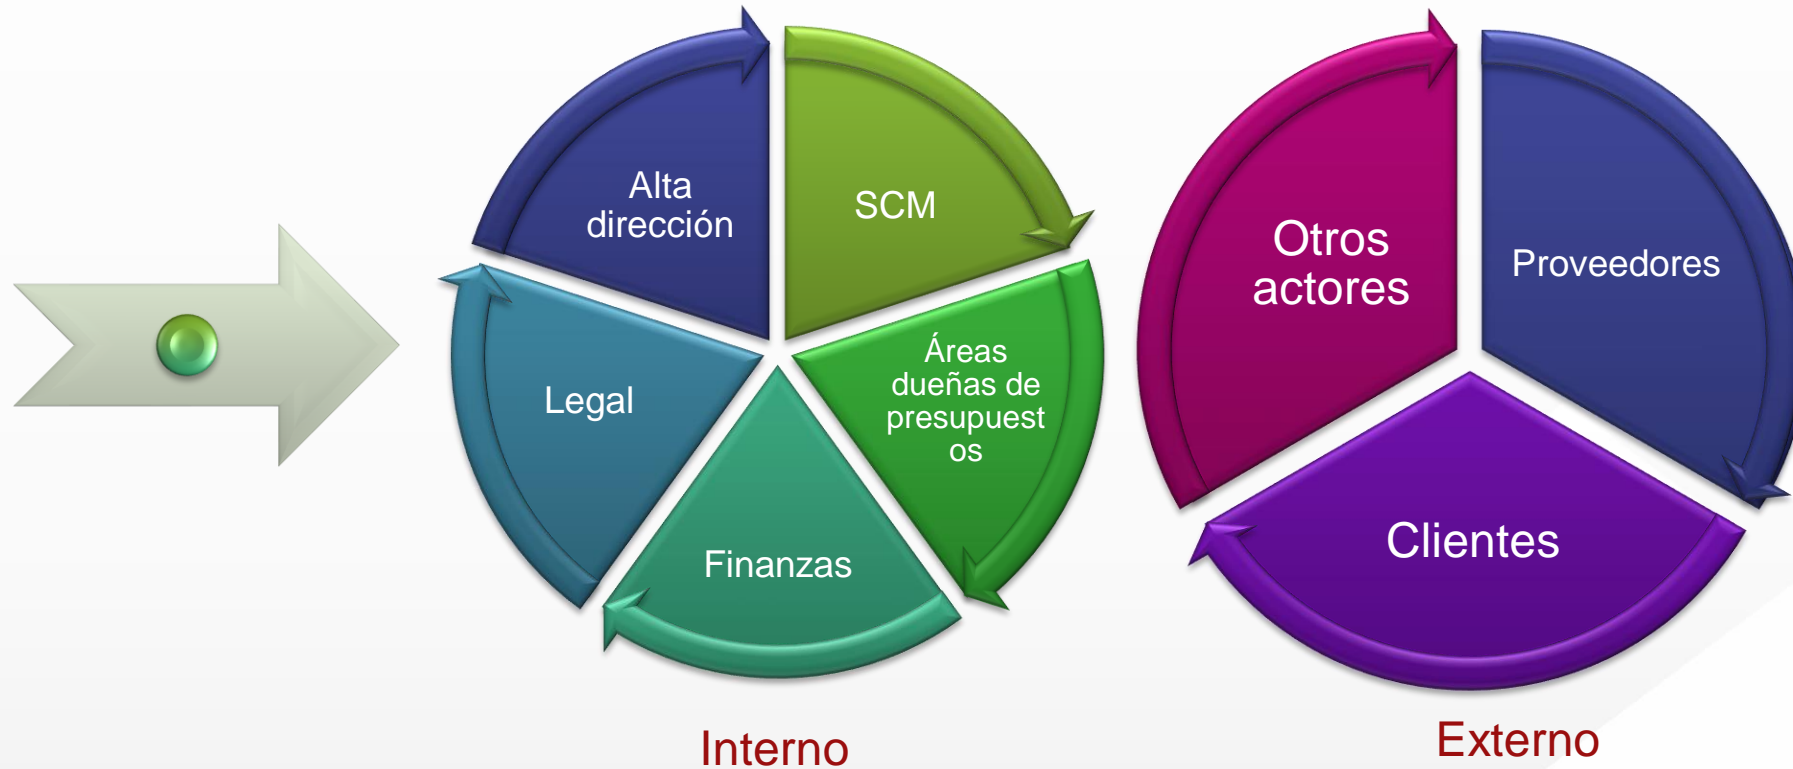 Alta
dirección
SCM
Áreas
dueñas de
presupuest
os
Finanzas
Legal
Interno
Otros
actores
Proveedores
Clientes
Externo